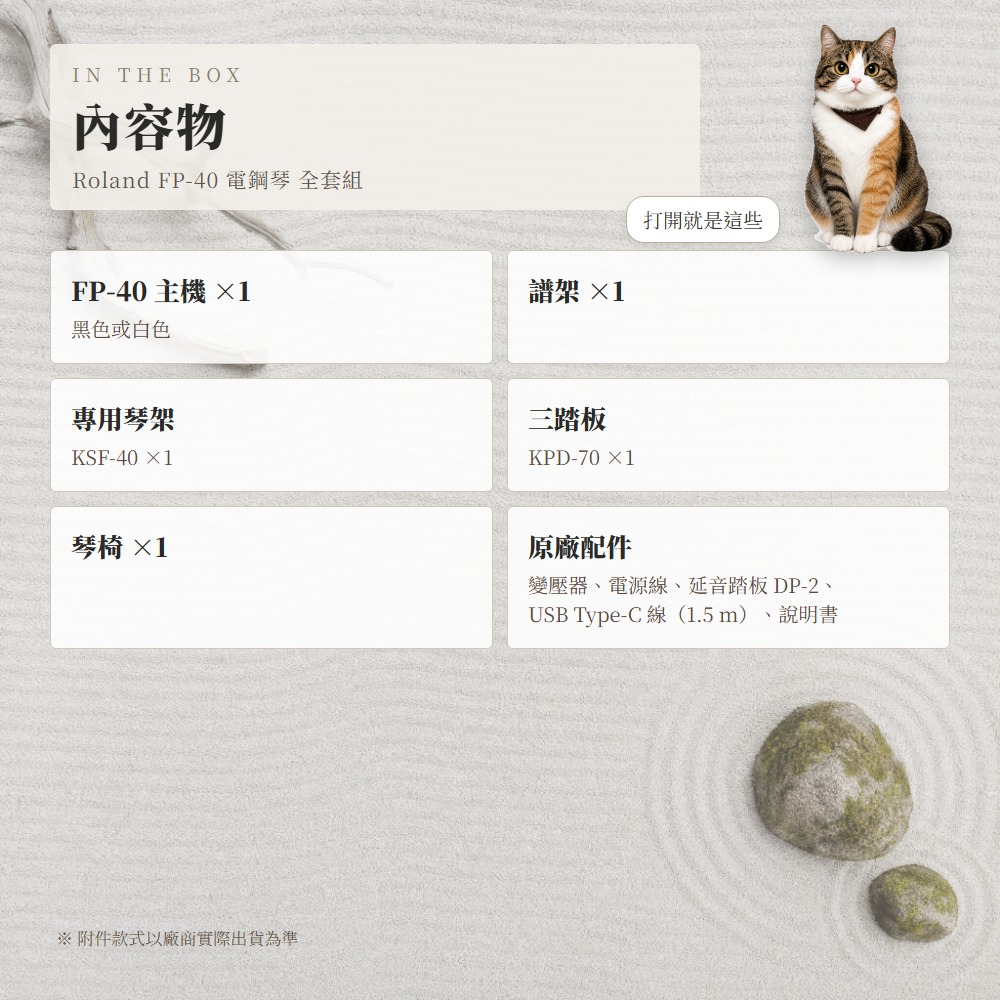 IN THE BOX
內容物
Roland FP-40 電鋼琴 全套組
打開就是這些
FP-40 主機 ×1
黑色或白色
譜架 ×1
專用琴架
KSF-40 ×1
三踏板
KPD-70 ×1
琴椅 ×1
原廠配件
變壓器、電源線、延音踏板 DP-2、
USB Type-C 線（1.5 m）、說明書
※ 附件款式以廠商實際出貨為準